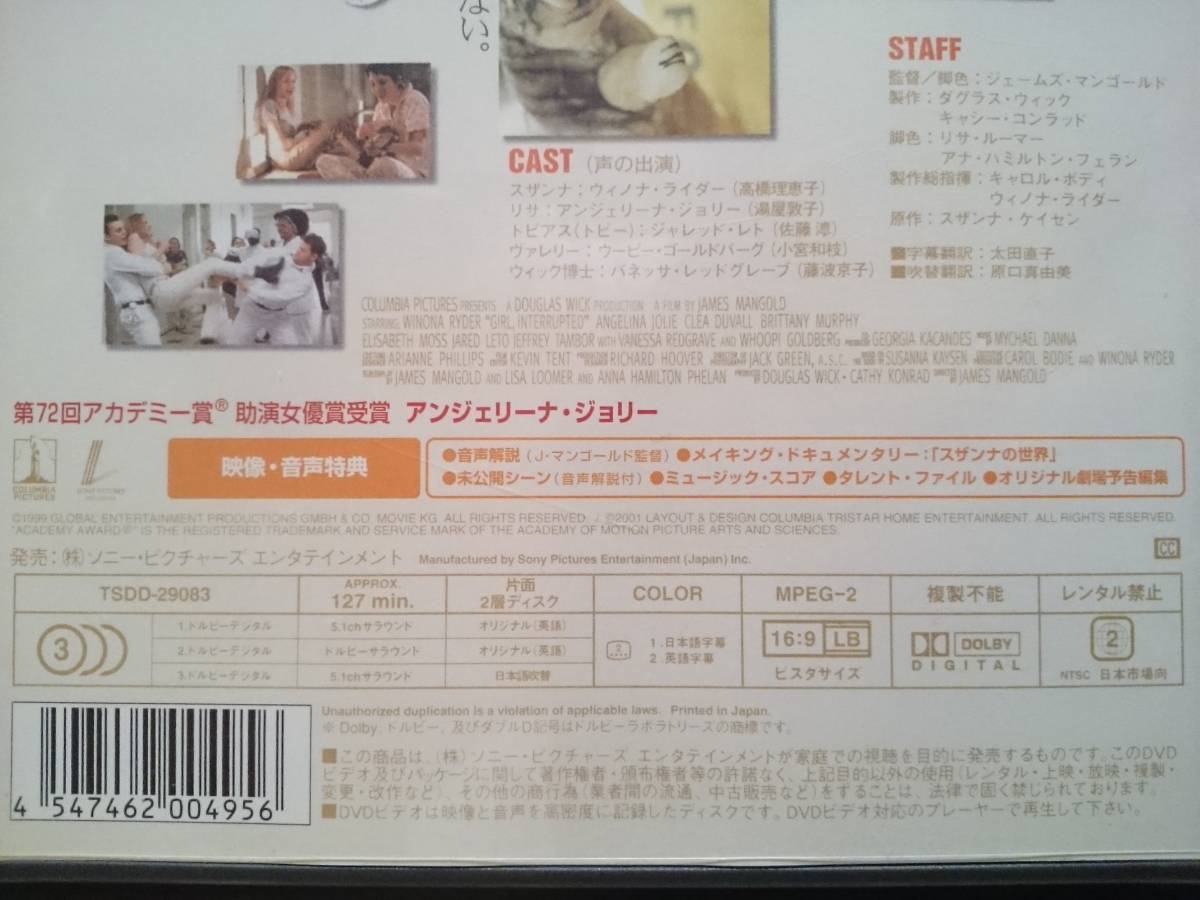 ない。
STAFF
監督/脚色:ジェームズ・マンゴールド
製作:ダグラス・ウィック
キャシー・コンラッド
脚色:リサ・ルーマー
アナ・ハミルトン・フェラン
製作総指揮:キャロル・ボディ
ウィノナ・ライダー
原作:スザンナ・ケイセン
■字幕翻訳:太田直子
■吹替翻訳:原口真由美
CAST (声の出演)
スザンナ:ウィノナ・ライダー(高橋理恵子)
リサ:アンジェリーナ・ジョリー(湯屋敦子)
トビアス(トビー):ジャレッド・レト(佐藤 淳)
ヴァレリー:ウーピー・ゴールドバーグ(小宮和枝)
ウィック博士:バネッサ・レッドグレーブ(藤波京子)
COLUMBIA PICTURES PRESENTS A DOUGLAS WICK PRODUCTION A FILM BY JAMES MANGOLD
STARRING WINONA RYDER "GIRL, INTERRUPTED" ANGELINA JOLIE CLEA DUVALL BRITTANY MURPHY
ELISABETH MOSS JARED LETO JEFFREY TAMBOR WITH VANESSA REDGRAVE AND WHOOPI GOLDBERG GEORGIA KACANDES MYCHAEL DANNA
ARIANNE PHILLIPS KEVIN TENT RICHARD HOOVER JACK GREEN, A.S.C. SUSANNA KAYSEN CAROL BODIE AND WINONA RYDER
JAMES MANGOLD AND LISA LOOMER AND ANNA HAMILTON PHELAN DOUGLAS WICK・CATHY KONRAD JAMES MANGOLD
第72回アカデミー賞® 助演女優賞受賞 アンジェリーナ・ジョリー
COLUMBIA PICTURES
SONY PICTURES
映像・音声特典
●音声解説(J・マンゴールド監督)●メイキング・ドキュメンタリー:「スザンナの世界」
●未公開シーン(音声解説付)●ミュージック・スコア ●タレント・ファイル ●オリジナル劇場予告編集
©1999 GLOBAL ENTERTAINMENT PRODUCTIONS GMBH & CO. MOVIE KG. ALL RIGHTS RESERVED. / ©2001 LAYOUT & DESIGN COLUMBIA TRISTAR HOME ENTERTAINMENT. ALL RIGHTS RESERVED.
"ACADEMY AWARD®" IS THE REGISTERED TRADEMARK AND SERVICE MARK OF THE ACADEMY OF MOTION PICTURE ARTS AND SCIENCES.
発売:(株)ソニー・ピクチャーズ エンタテインメント Manufactured by Sony Pictures Entertainment (Japan) Inc.
CC
TSDD-29083
APPROX. 127 min.
片面 2層ディスク
COLOR
MPEG-2
複製不能
レンタル禁止
3
1.ドルビーデジタル 5.1chサラウンド オリジナル(英語)
2.ドルビーデジタル ドルビーサラウンド オリジナル(英語)
3.ドルビーデジタル 5.1chサラウンド 日本語吹替
2
1.日本語字幕
2.英語字幕
16:9 LB
ビスタサイズ
DOLBY
DIGITAL
2
NTSC 日本市場向
Unauthorized duplication is a violation of applicable laws. Printed in Japan.
※ Dolby、ドルビー、及びダブルD記号はドルビーラボラトリーズの商標です。
■この商品は、(株)ソニー・ピクチャーズ エンタテインメントが家庭での視聴を目的に発売するものです。このDVD
ビデオ及びパッケージに関して著作権者・頒布権者等の許諾なく、上記目的以外の使用(レンタル・上映・放映・複製・
変更・改作など)、その他の商行為(業者間の流通、中古販売など)をすることは、法律で固く禁じられております。
■DVDビデオは映像と音声を高密度に記録したディスクです。DVDビデオ対応のプレーヤーで再生して下さい。
4 547462 004956